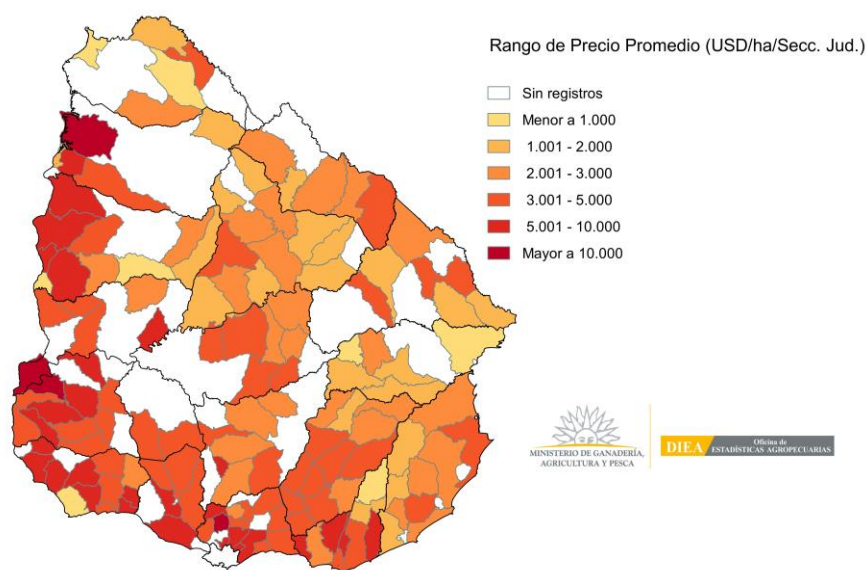 Rango de Precio Promedio (USD/ha/Secc. Jud.)
Sin registros
Menor a 1.000
1.001 - 2.000
2.001 - 3.000
3.001 - 5.000
5.001 - 10.000
Mayor a 10.000
MINISTERIO DE GANADERÍA,
AGRICULTURA Y PESCA
DIEA
Oficina de
ESTADÍSTICAS AGROPECUARIAS